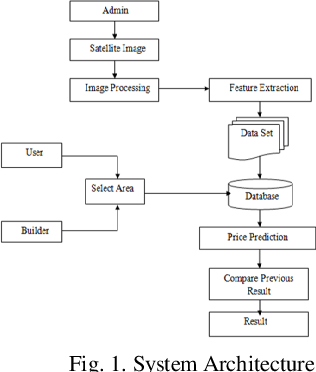 Admin
Satellite Image
Image Processing
Feature Extraction
Data Set
User
Select Area
Database
Builder
Price Prediction
Compare Previous
Result
Result
Fig. 1. System Architecture